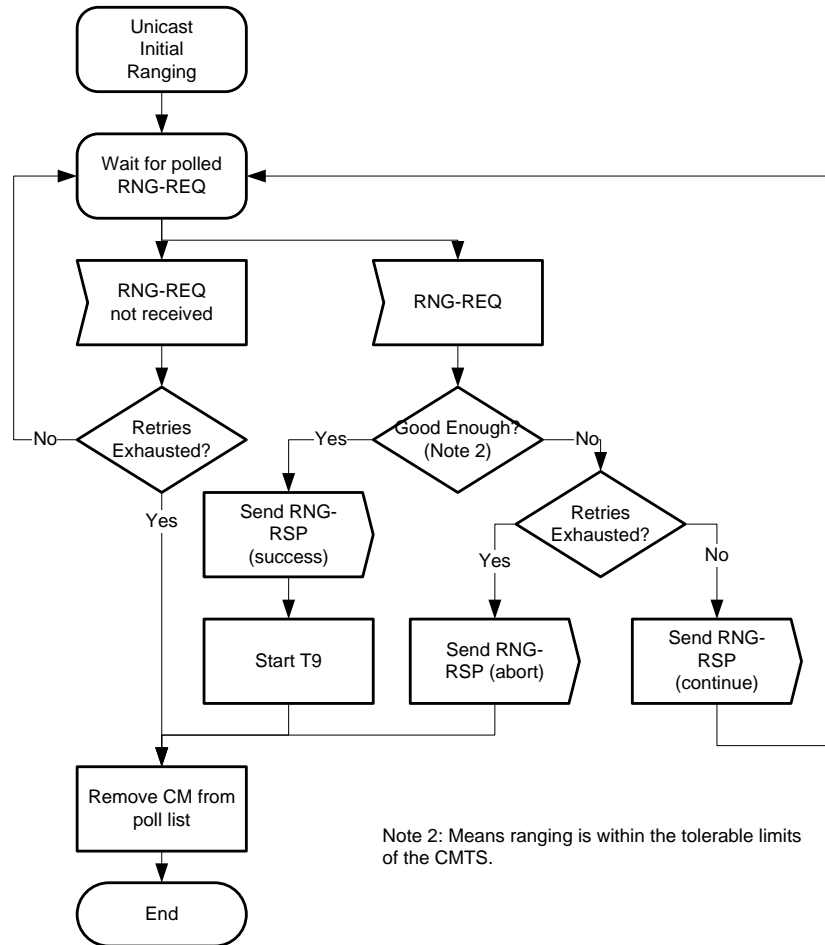 Unicast
Initial
Ranging
Wait for polled
RNG-REQ
RNG-REQ
not received
RNG-REQ
Retries
Exhausted?
No
Yes
Good Enough?
(Note 2)
Yes
No
Send RNG-
RSP
(success)
Retries
Exhausted?
Yes
No
Start T9
Send RNG-
RSP (abort)
Send RNG-
RSP
(continue)
Remove CM from
poll list
Note 2: Means ranging is within the tolerable limits
of the CMTS.
End